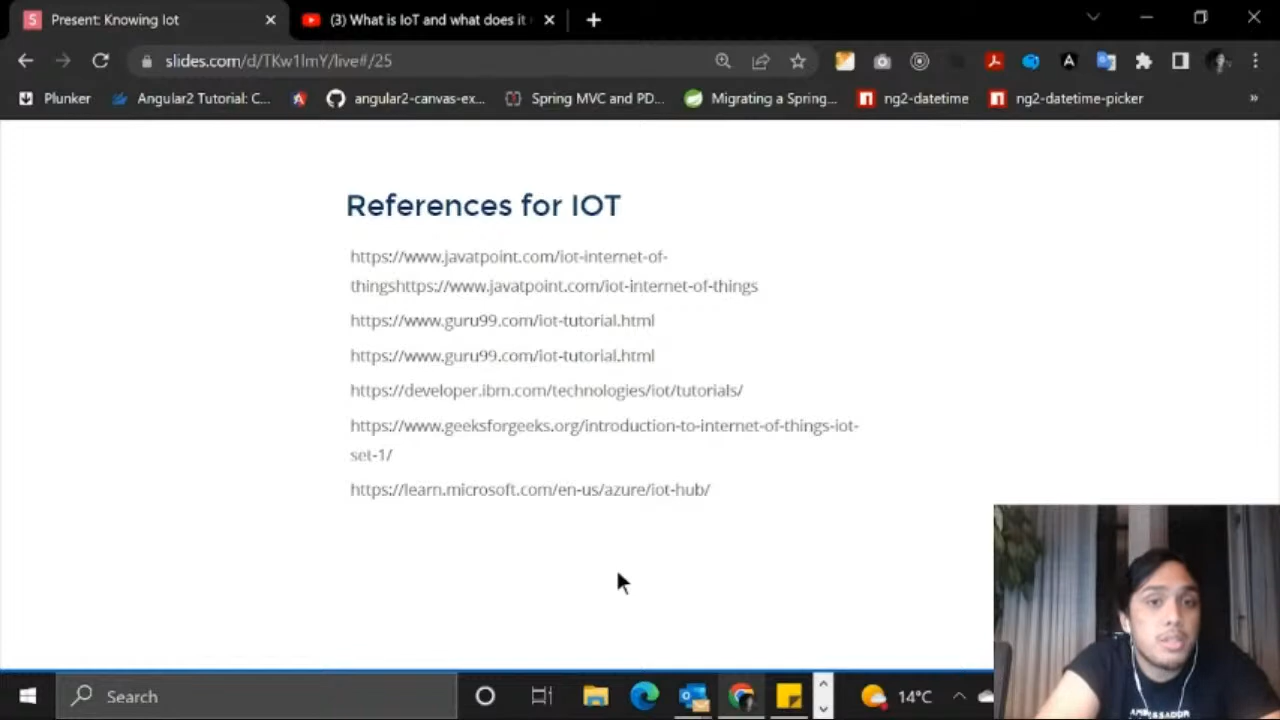 Present: Knowing Iot
(3) What is IoT and what does it
slides.com/d/TKw1lmY/live#/25
Plunker
Angular2 Tutorial: C...
angular2-canvas-ex...
Spring MVC and PD...
Migrating a Spring...
ng2-datetime
ng2-datetime-picker
»
References for IOT
https://www.javatpoint.com/iot-internet-of-
thingshttps://www.javatpoint.com/iot-internet-of-things
https://www.guru99.com/iot-tutorial.html
https://www.guru99.com/iot-tutorial.html
https://developer.ibm.com/technologies/iot/tutorials/
https://www.geeksforgeeks.org/introduction-to-internet-of-things-iot-
set-1/
https://learn.microsoft.com/en-us/azure/iot-hub/
AMBASSADOR
Search
14°C